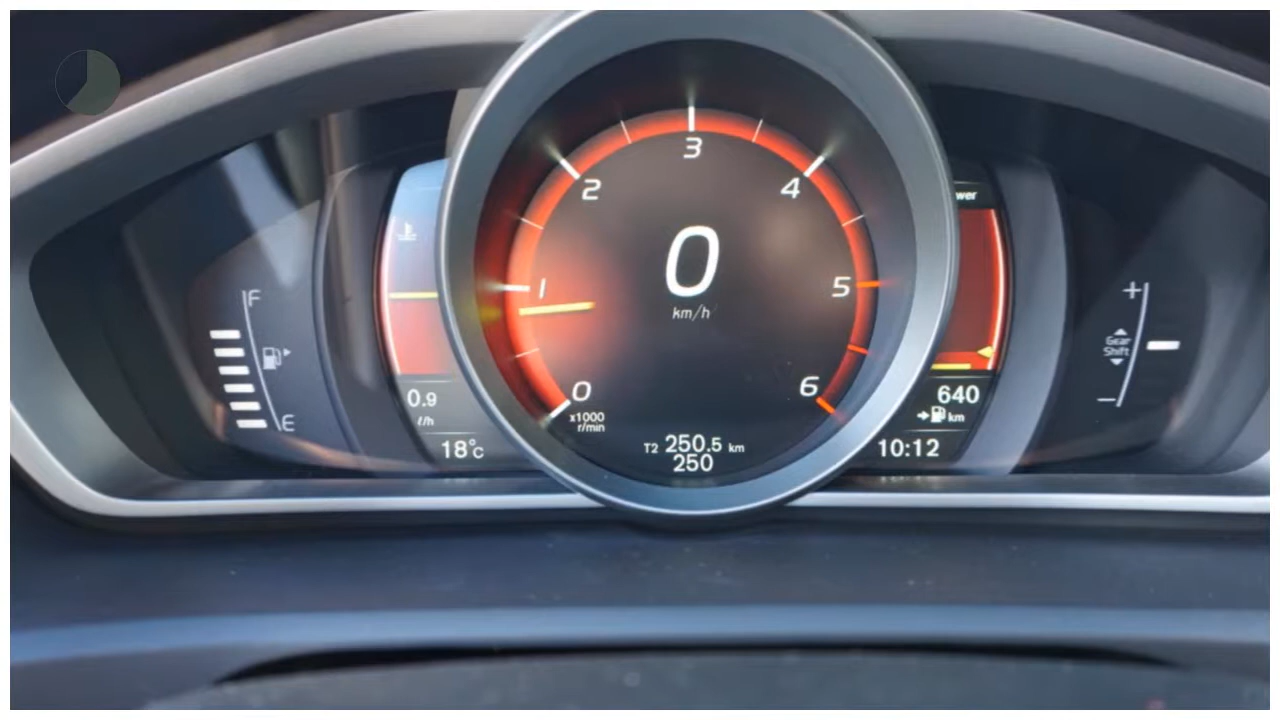 3
2
4
wer
0
km/h
1
5
F
+
Gear
Shift
0
6
640
km
0.9
ℓ/h
x1000
r/min
E
−
18°c
T2 250.5 km
250
10:12